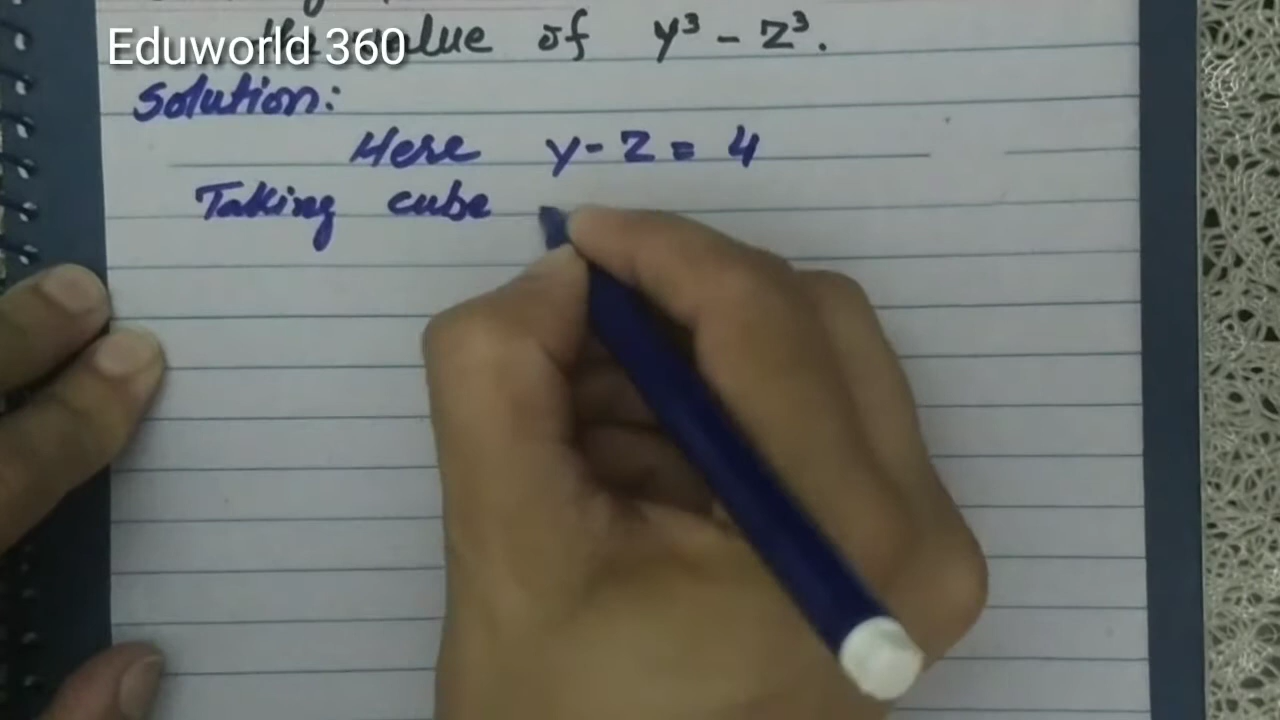 Eduworld 360
value of y³ - z³.
Solution:
Here y - z = 4
Taking cube